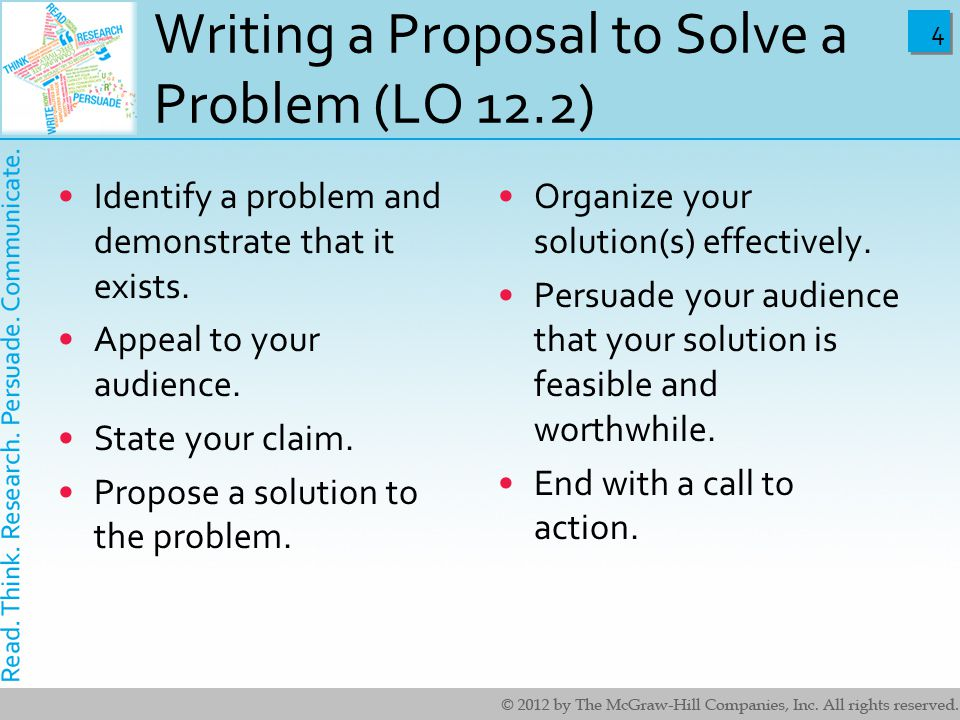 Writing a Proposal to Solve a
Problem (LO 12.2)
4
READ
RESEARCH
THINK
WRITE
PERSUADE
Read. Think. Research. Persuade. Communicate.
• Identify a problem and
demonstrate that it
exists.
• Appeal to your
audience.
• State your claim.
• Propose a solution to
the problem.
• Organize your
solution(s) effectively.
• Persuade your audience
that your solution is
feasible and
worthwhile.
• End with a call to
action.
© 2012 by The McGraw-Hill Companies, Inc. All rights reserved.